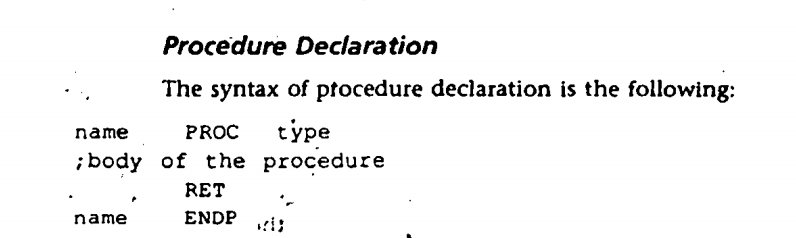 Procedure Declaration
The syntax of procedure declaration is the following:
name PROC type
;body of the procedure
RET
name ENDP